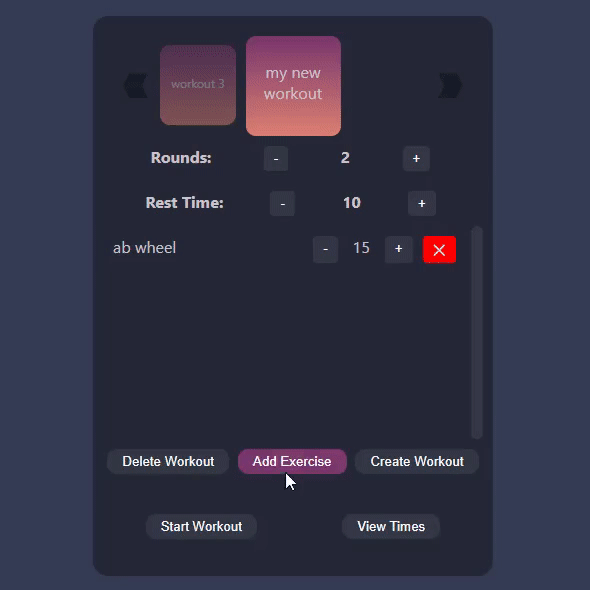 workout 3
my new
workout
Rounds: - 2 +
Rest Time: - 10 +
ab wheel - 15 + ×
Delete Workout Add Exercise Create Workout
Start Workout View Times